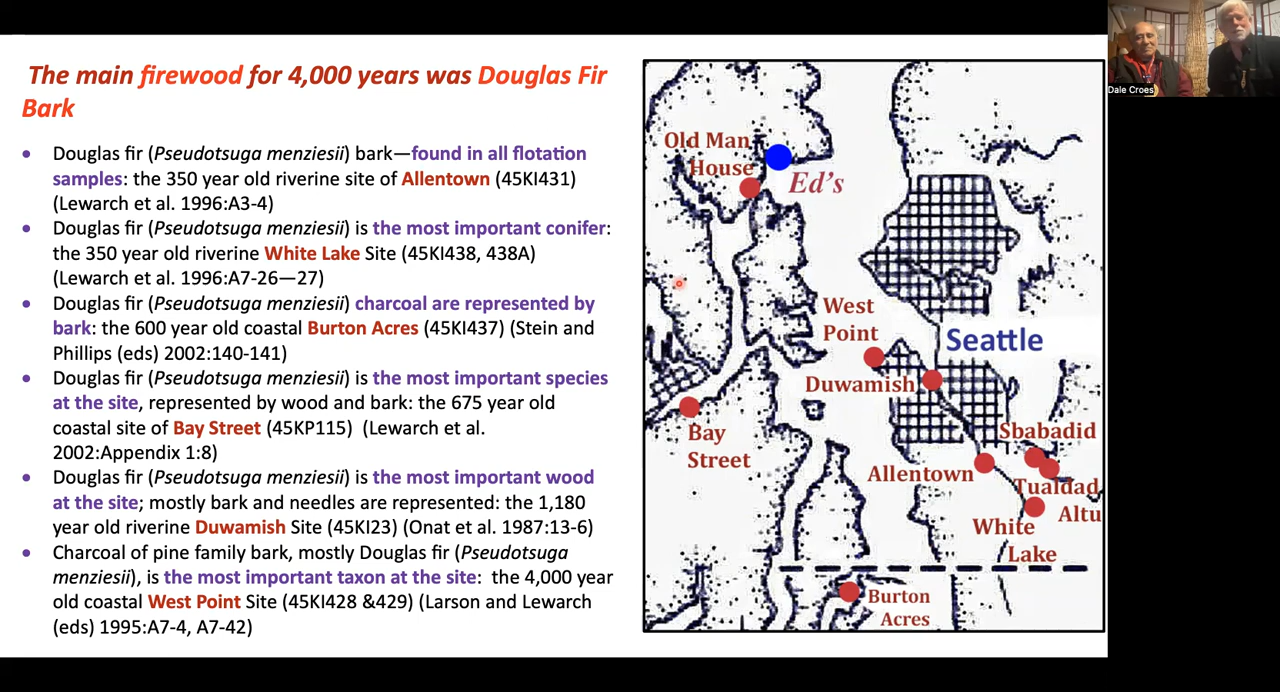 The main firewood for 4,000 years was Douglas Fir
Bark
• Douglas fir (Pseudotsuga menziesii) bark—found in all flotation
samples: the 350 year old riverine site of Allentown (45KI431)
(Lewarch et al. 1996:A3-4)
• Douglas fir (Pseudotsuga menziesii) is the most important conifer:
the 350 year old riverine White Lake Site (45KI438, 438A)
(Lewarch et al. 1996:A7-26—27)
• Douglas fir (Pseudotsuga menziesii) charcoal are represented by
bark: the 600 year old coastal Burton Acres (45KI437) (Stein and
Phillips (eds) 2002:140-141)
• Douglas fir (Pseudotsuga menziesii) is the most important species
at the site, represented by wood and bark: the 675 year old
coastal site of Bay Street (45KP115) (Lewarch et al.
2002:Appendix 1:8)
• Douglas fir (Pseudotsuga menziesii) is the most important wood
at the site; mostly bark and needles are represented: the 1,180
year old riverine Duwamish Site (45KI23) (Onat et al. 1987:13-6)
• Charcoal of pine family bark, mostly Douglas fir (Pseudotsuga
menziesii), is the most important taxon at the site: the 4,000 year
old coastal West Point Site (45KI428 &429) (Larson and Lewarch
(eds) 1995:A7-4, A7-42)
Old Man
House
Ed's
West
Point
Seattle
Duwamish
Bay
Street
Sbabadid
Allentown
Tualdad
Altu
White
Lake
Burton
Acres
Dale Croes